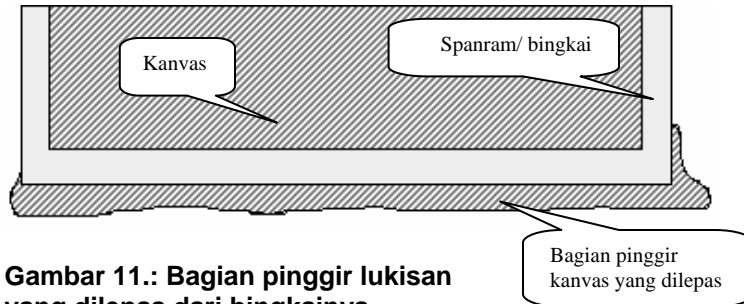 Kanvas
Spanram/ bingkai
Bagian pinggir
kanvas yang dilepas
Gambar 11.: Bagian pinggir lukisan
yang dilepas dari bingkainya